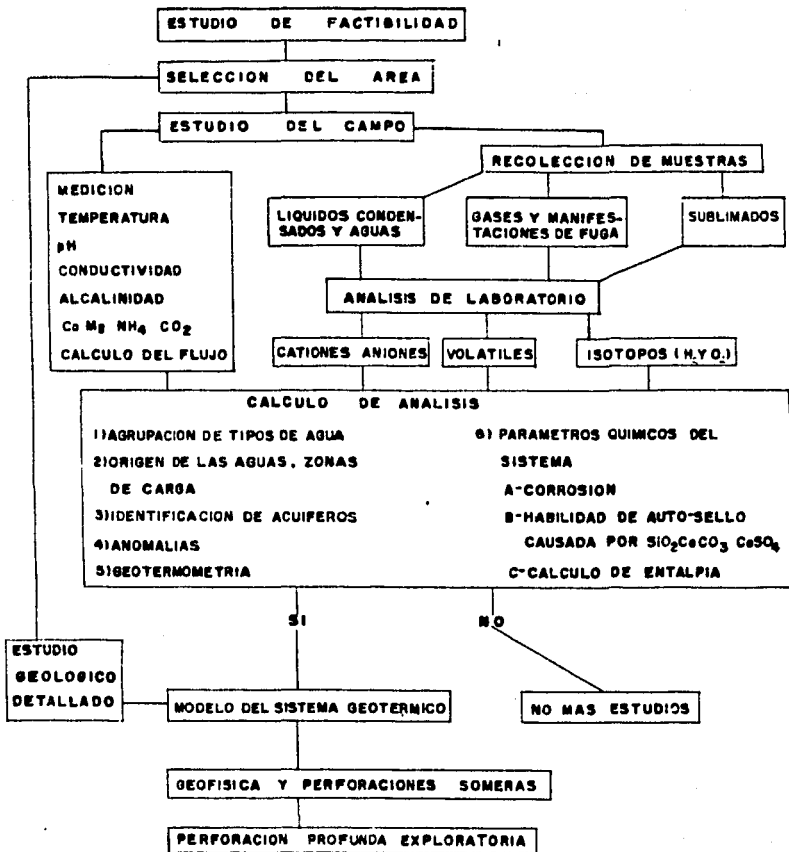 ESTUDIO DE FACTIBILIDAD
SELECCION DEL AREA
ESTUDIO DEL CAMPO
RECOLECCION DE MUESTRAS
MEDICION
TEMPERATURA
pH
CONDUCTIVIDAD
ALCALINIDAD
Ca Mg NH4 CO2
CALCULO DEL FLUJO
LIQUIDOS CONDEN-
SADOS Y AGUAS
GASES Y MANIFES-
TACIONES DE FUGA
SUBLIMADOS
ANALISIS DE LABORATORIO
CATIONES ANIONES
VOLATILES
ISOTOPOS (H.Y O.)
CALCULO DE ANALISIS
1) AGRUPACION DE TIPOS DE AGUA
2) ORIGEN DE LAS AGUAS, ZONAS
DE CARGA
3) IDENTIFICACION DE ACUIFEROS
4) ANOMALIAS
5) GEOTERMOMETRIA
6) PARAMETROS QUIMICOS DEL
SISTEMA
A-CORROSION
B-HABILIDAD DE AUTO-SELLO
CAUSADA POR SiO2 CaCO3 CaSO4
C-CALCULO DE ENTALPIA
SI
NO
ESTUDIO
GEOLOGICO
DETALLADO
MODELO DEL SISTEMA GEOTERMICO
NO MAS ESTUDIOS
GEOFISICA Y PERFORACIONES SOMERAS
PERFORACION PROFUNDA EXPLORATORIA